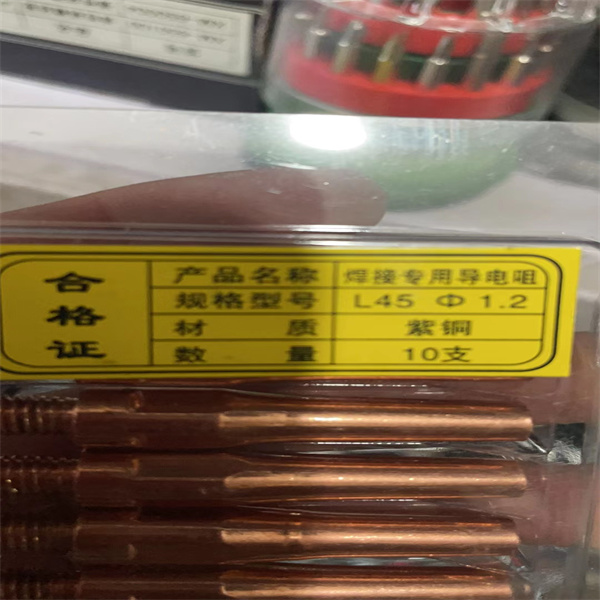 合格证
产品名称 焊接专用导电咀
规格型号 L45 Φ1.2
材质 紫铜
数量 10支